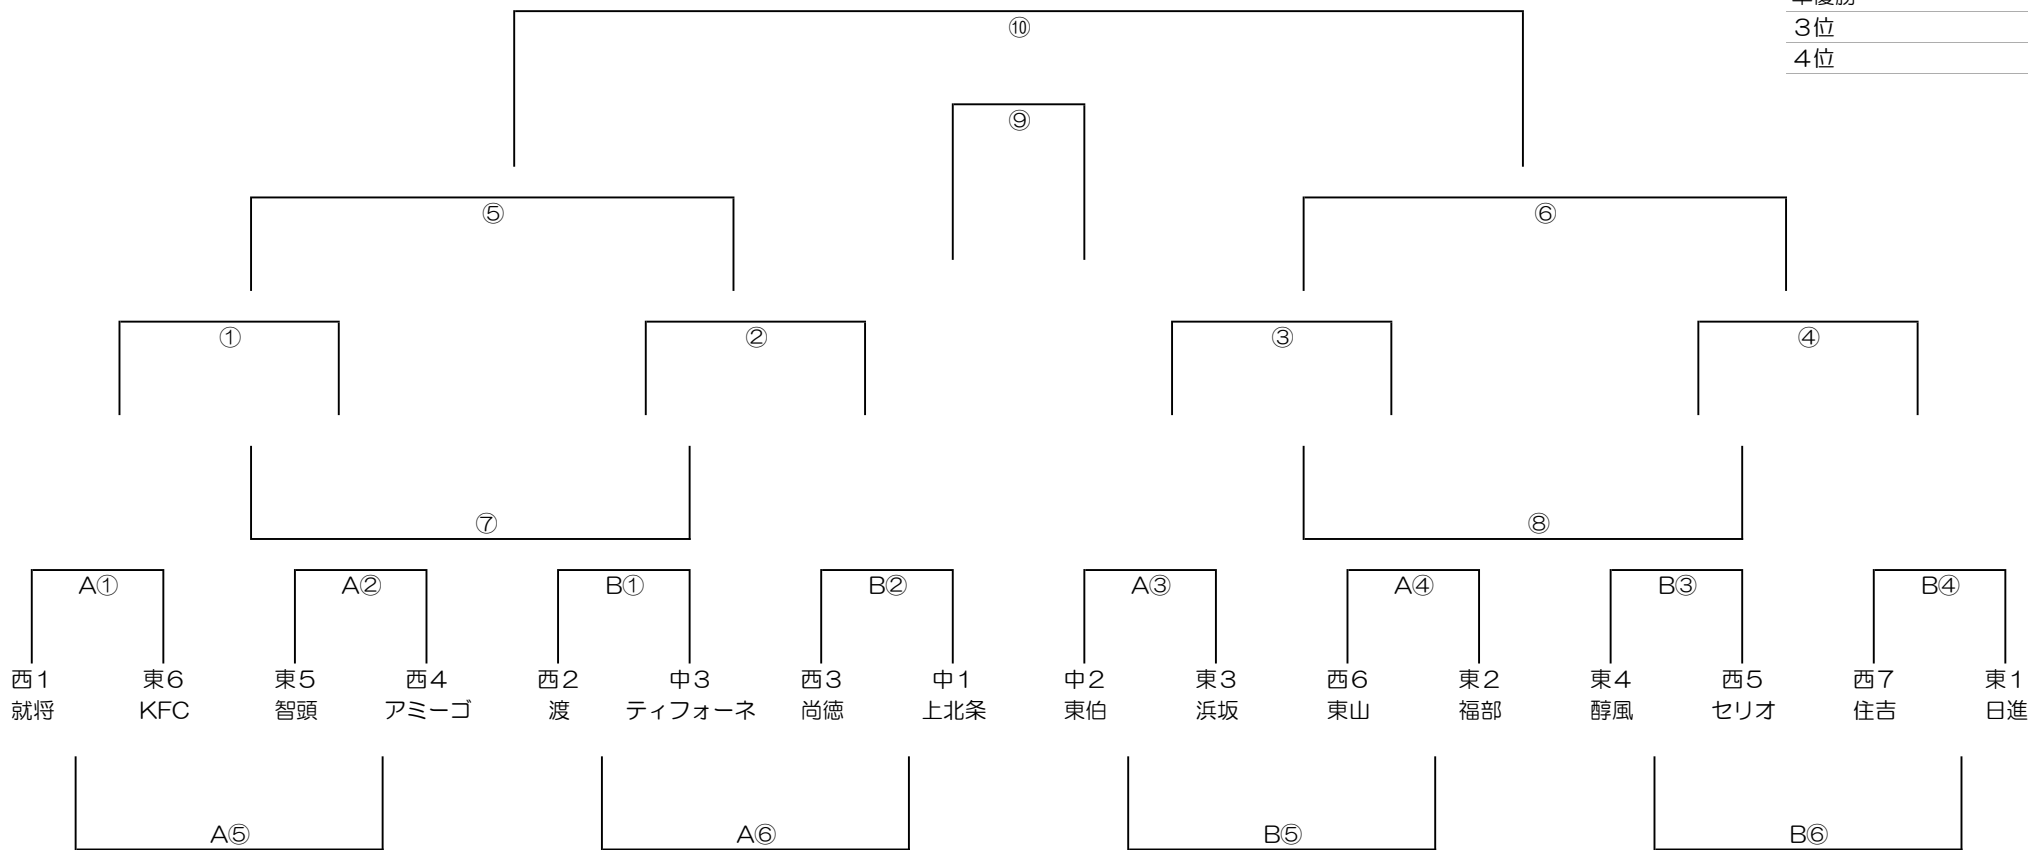 ⑩
３位
４位
⑨
⑤
⑥
①
②
③
④
⑦
⑧
A①
A②
B①
B②
A③
A④
B③
B④
西１
東６
東５
西４
西２
中３
西３
中１
中２
東３
西６
東２
東４
西５
西７
東１
就将
KFC
智頭
アミーゴ
渡
ティフォーネ
尚徳
上北条
東伯
浜坂
東山
福部
醇風
セリオ
住吉
日進
A⑤
A⑥
B⑤
B⑥